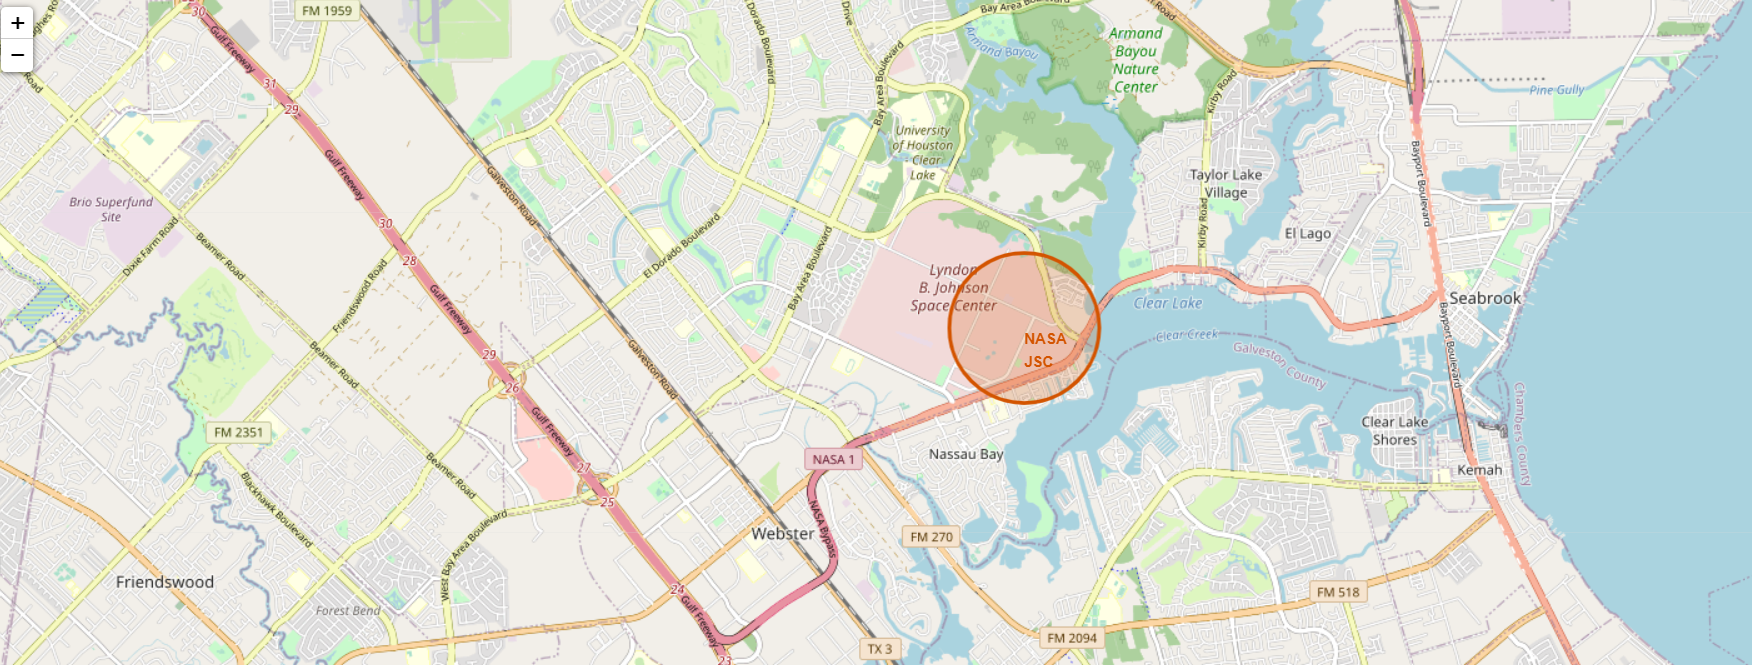 +
−
30
FM 1959
Gulf Freeway
31
29
Gulf Freeway
Road
El Dorado Boulevard
Drive
Bay Area Boulevard
Bay Area Boulevard
Armand Bayou
Armand
Bayou
Nature
Center
Road
Kirby Road
Pine Gully
Bayport Boulevard
University
of Houston
Clear
Lake
Taylor Lake
Village
Kirby Road
El Lago
Brio Superfund
Site
Dixie Farm Road
Beamer Road
Galveston Road
30
28
Friendswood Road
El Dorado Boulevard
Bay Area Boulevard
Lyndon
B. Johnson
Space Center
NASA
JSC
Clear Lake
Clear Creek
Galveston County
Seabrook
Bayport Boulevard
Chambers County
Gulf Freeway
29
26
Beamer Road
Galveston Road
Gulf Freeway
FM 2351
27
25
Beamer Road
Blackhawk Boulevard
West Bay Area Boulevard
NASA 1
NASA Bypass
Nassau Bay
Clear Lake
Shores
Kemah
Webster
FM 270
Friendswood
Forest Bend
24
Gulf Freeway
23
FM 518
FM 2094
TX 3